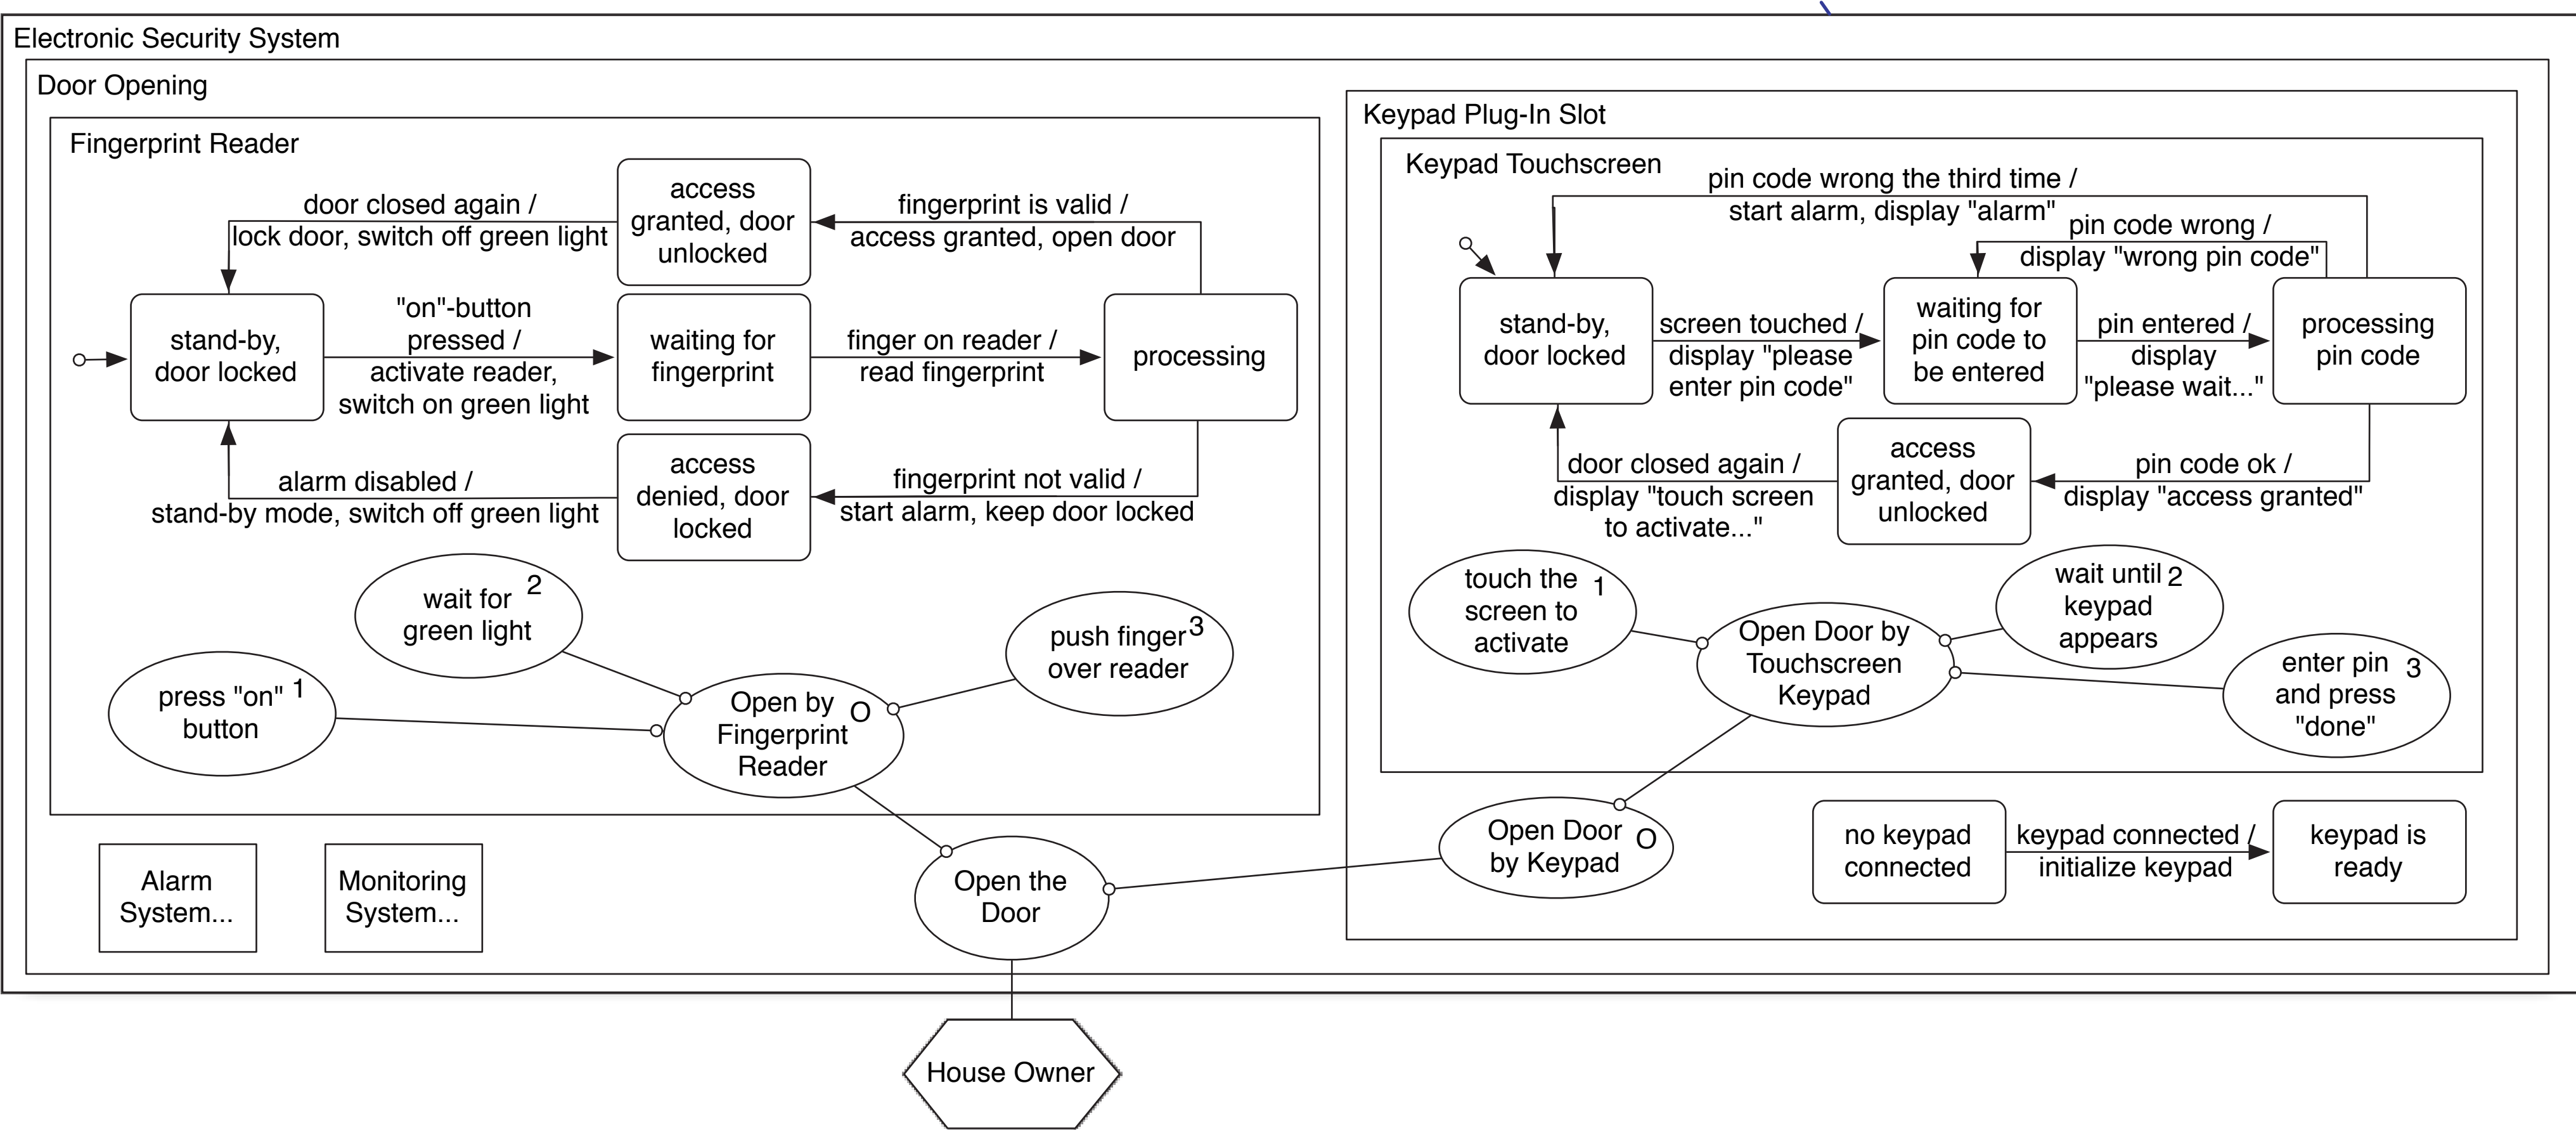 Electronic Security System
Door Opening
Fingerprint Reader
door closed again /
lock door, switch off green light
access
granted, door
unlocked
fingerprint is valid /
access granted, open door
stand-by,
door locked
"on"-button
pressed /
activate reader,
switch on green light
waiting for
fingerprint
finger on reader /
read fingerprint
processing
alarm disabled /
stand-by mode, switch off green light
access
denied, door
locked
fingerprint not valid /
start alarm, keep door locked
wait for 2
green light
push finger 3
over reader
press "on" 1
button
Open by O
Fingerprint
Reader
Keypad Plug-In Slot
Keypad Touchscreen
pin code wrong the third time /
start alarm, display "alarm"
pin code wrong /
display "wrong pin code"
stand-by,
door locked
screen touched /
display "please
enter pin code"
waiting for
pin code to
be entered
pin entered /
display
"please wait..."
processing
pin code
door closed again /
display "touch screen
to activate..."
access
granted, door
unlocked
pin code ok /
display "access granted"
touch the 1
screen to
activate
Open Door by
Touchscreen
Keypad
wait until 2
keypad
appears
enter pin 3
and press
"done"
Alarm
System...
Monitoring
System...
Open the
Door
Open Door O
by Keypad
no keypad
connected
keypad connected /
initialize keypad
keypad is
ready
House Owner